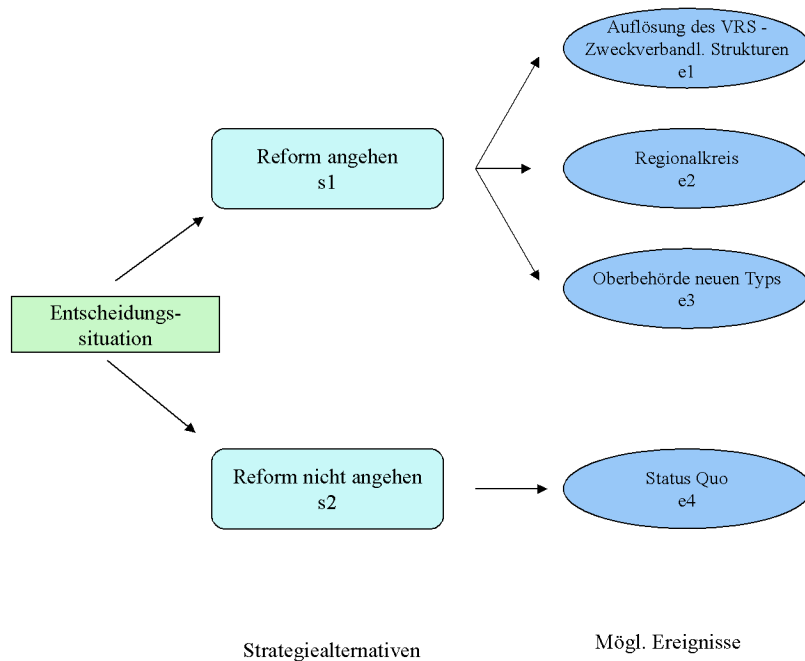 Auflösung des VRS -
Zweckverbandl. Strukturen
e1
Reform angehen
s1
Regionalkreis
e2
Oberbehörde neuen Typs
e3
Entscheidungs-
situation
Reform nicht angehen
s2
Status Quo
e4
Strategiealternativen
Mögl. Ereignisse